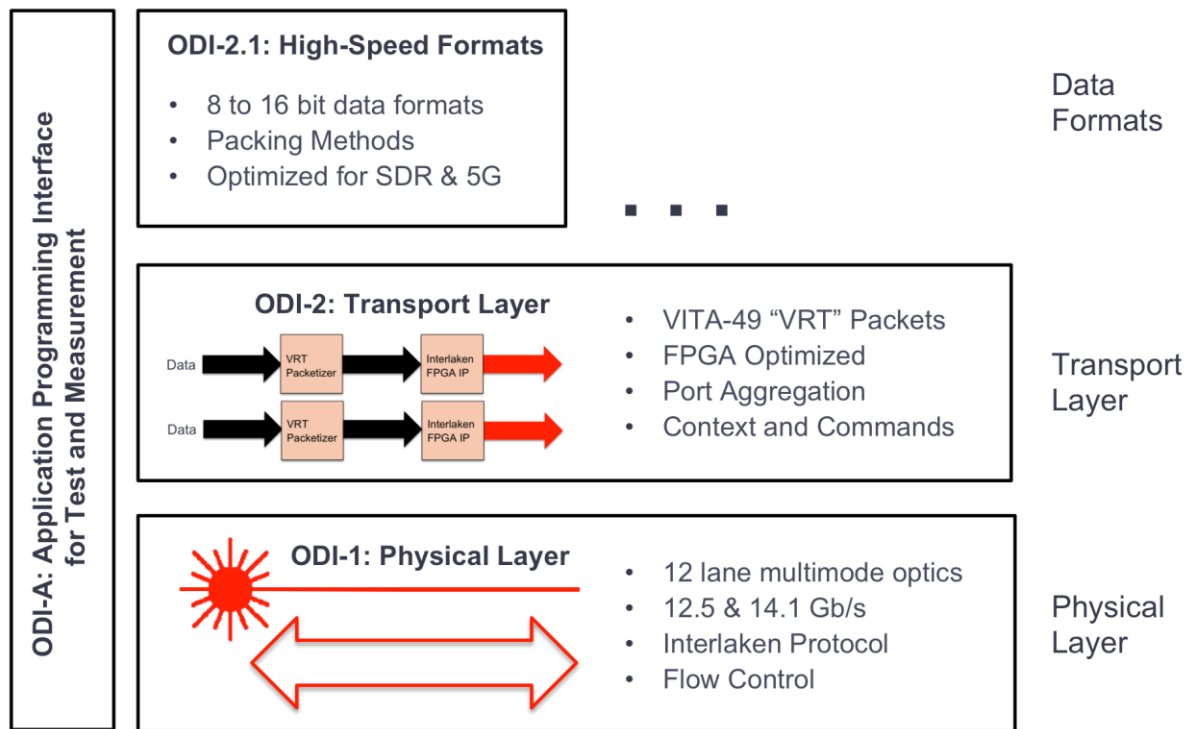 ODI-A: Application Programming Interface
for Test and Measurement
ODI-2.1: High-Speed Formats
• 8 to 16 bit data formats
• Packing Methods
• Optimized for SDR & 5G
. . .
Data
Formats
ODI-2: Transport Layer
Data
VRT
Packetizer
Interlaken
FPGA IP
Data
VRT
Packetizer
Interlaken
FPGA IP
• VITA-49 “VRT” Packets
• FPGA Optimized
• Port Aggregation
• Context and Commands
Transport
Layer
ODI-1: Physical Layer
• 12 lane multimode optics
• 12.5 & 14.1 Gb/s
• Interlaken Protocol
• Flow Control
Physical
Layer